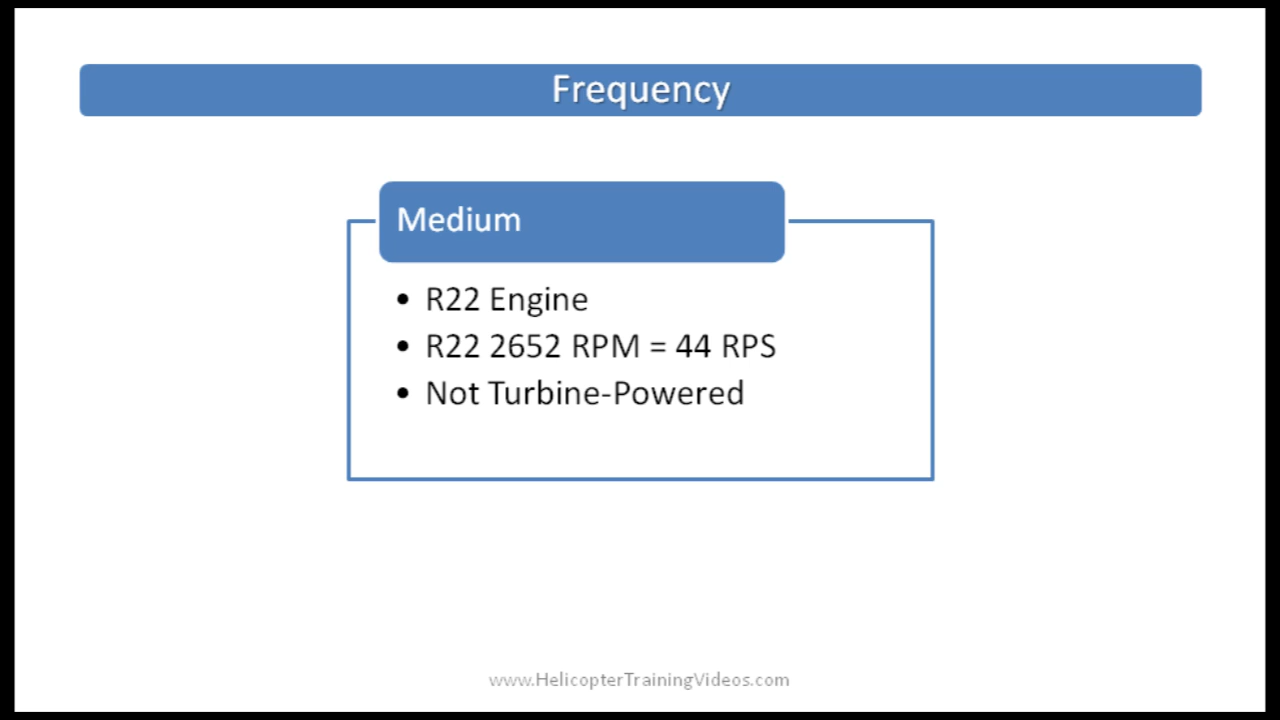 Frequency
Medium
• R22 Engine
• R22 2652 RPM = 44 RPS
• Not Turbine-Powered
www.HelicopterTrainingVideos.com